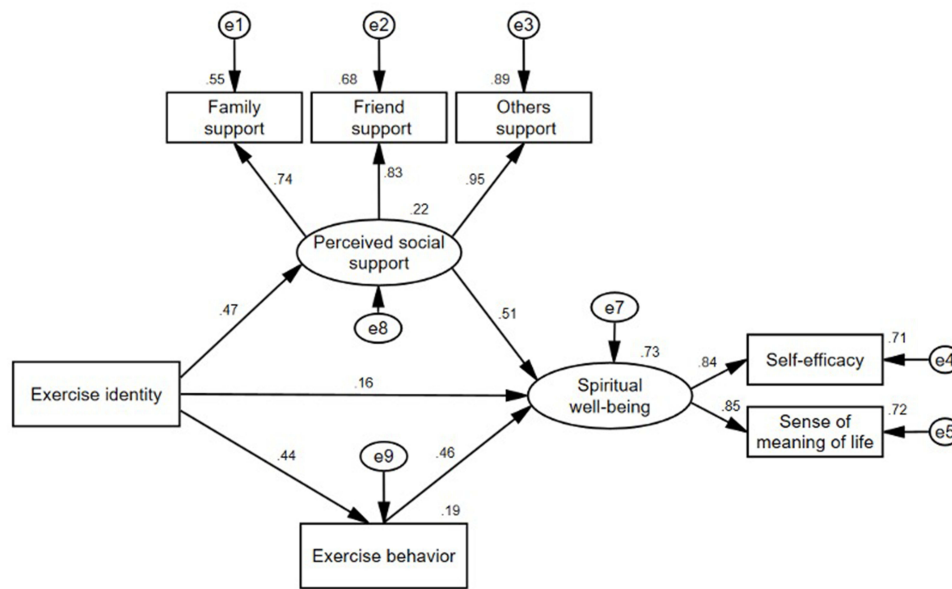 e1
e2
e3
.55
.68
.89
Family
support
Friend
support
Others
support
.74
.83
.95
.22
Perceived social
support
.47
e8
.51
e7
.73
.84
.71
Self-efficacy
e4
Exercise identity
.16
Spiritual
well-being
.85
.72
Sense of
meaning of life
e5
.44
e9
.46
.19
Exercise behavior